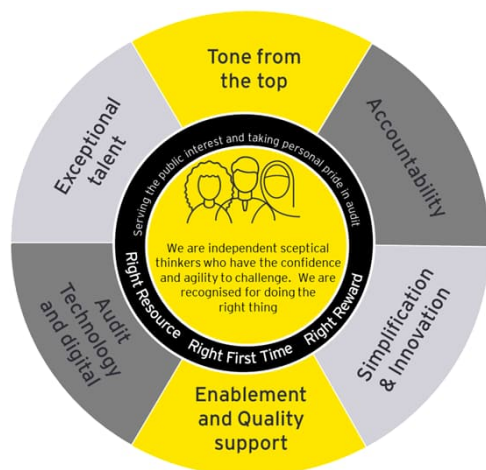 Tone from
the top
Accountability
Simplification
& Innovation
Enablement
and Quality
support
Audit
Technology
and digital
Exceptional
talent
Serving the public interest and taking personal pride in audit
We are independent sceptical
thinkers who have the confidence
and agility to challenge. We are
recognised for doing the
right thing
Right Resource
Right First Time
Right Reward